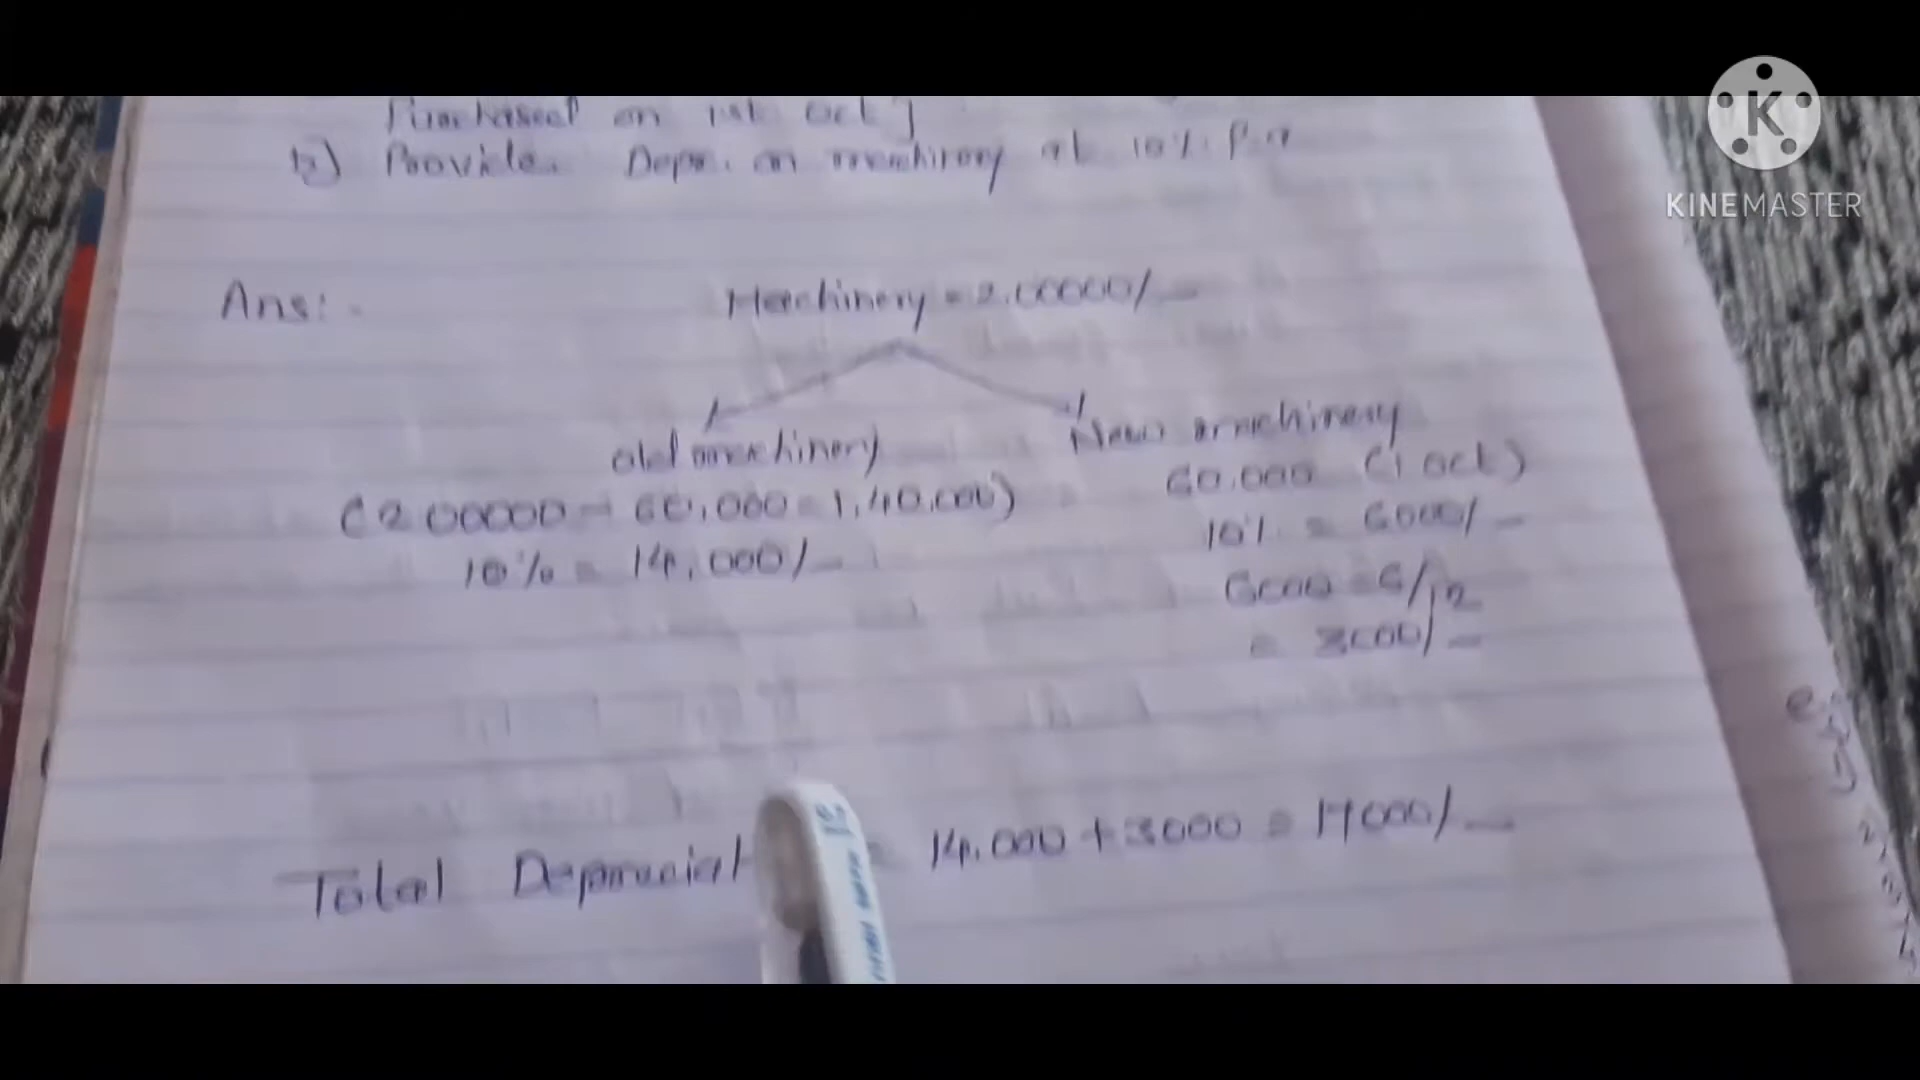 Purchased on 1st Oct]
b) Provide Depr. on machinery at 10% P.a
Ans:- Machinery = 2,00000/-
old machinery New machinery
(200000 - 60,000 = 1,40,000) 60,000 (1 oct)
10% = 14,000/- 10% = 6000/-
6000 = 6/12
= 3000/-
Total Depreciat = 14,000 + 3000 = 17000/-
K
KINEMASTER